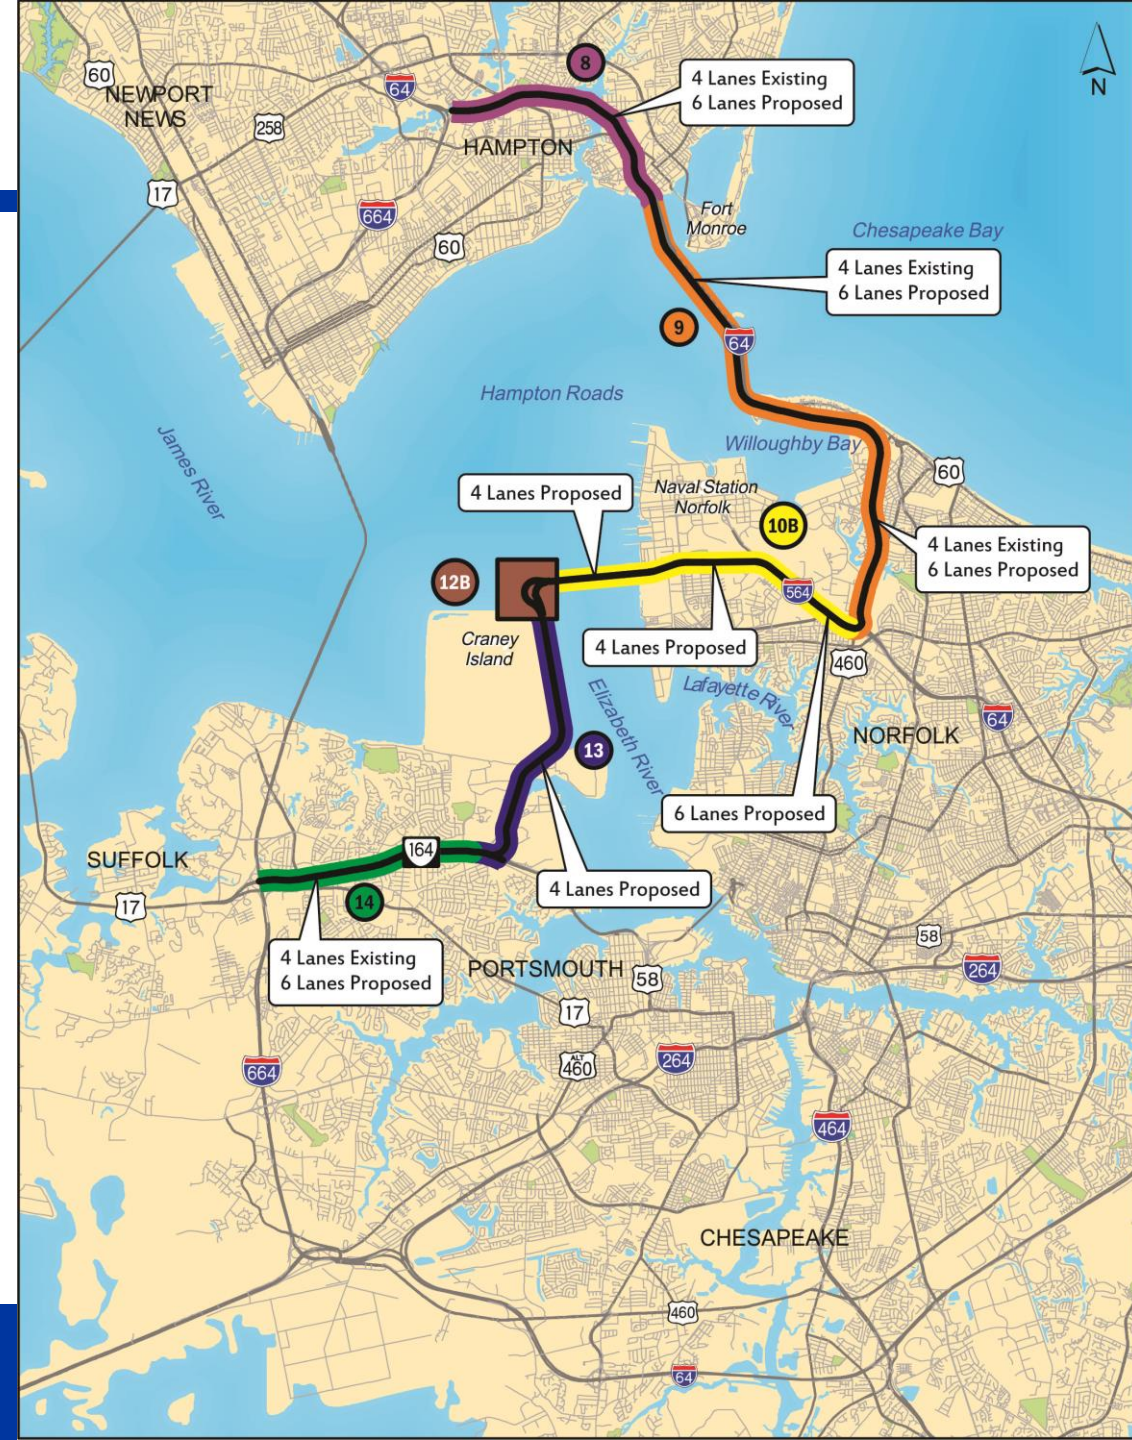 60
NEWPORT
NEWS
64
8
4 Lanes Existing
6 Lanes Proposed
N
258
HAMPTON
17
664
60
Fort
Monroe
Chesapeake Bay
4 Lanes Existing
6 Lanes Proposed
9
64
Hampton Roads
James River
Willoughby Bay
60
4 Lanes Proposed
Naval Station
Norfolk
10B
4 Lanes Existing
6 Lanes Proposed
12B
564
Craney
Island
4 Lanes Proposed
460
Elizabeth River
Lafayette River
64
NORFOLK
13
6 Lanes Proposed
SUFFOLK
164
17
14
4 Lanes Proposed
4 Lanes Existing
6 Lanes Proposed
58
264
PORTSMOUTH
58
17
ALT
460
264
664
464
CHESAPEAKE
460
64